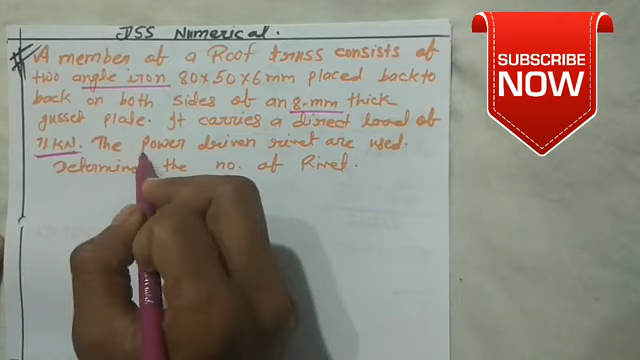 DSS Numerical.
A member of a Roof truss consists of
two angle iron 80×50×6 mm placed back to
back on both sides of an 8-mm thick
gusset plate. It carries a direct load of
71 KN. The power driven rivet are used.
Determine the no. of Rivet.
SUBSCRIBE
NOW